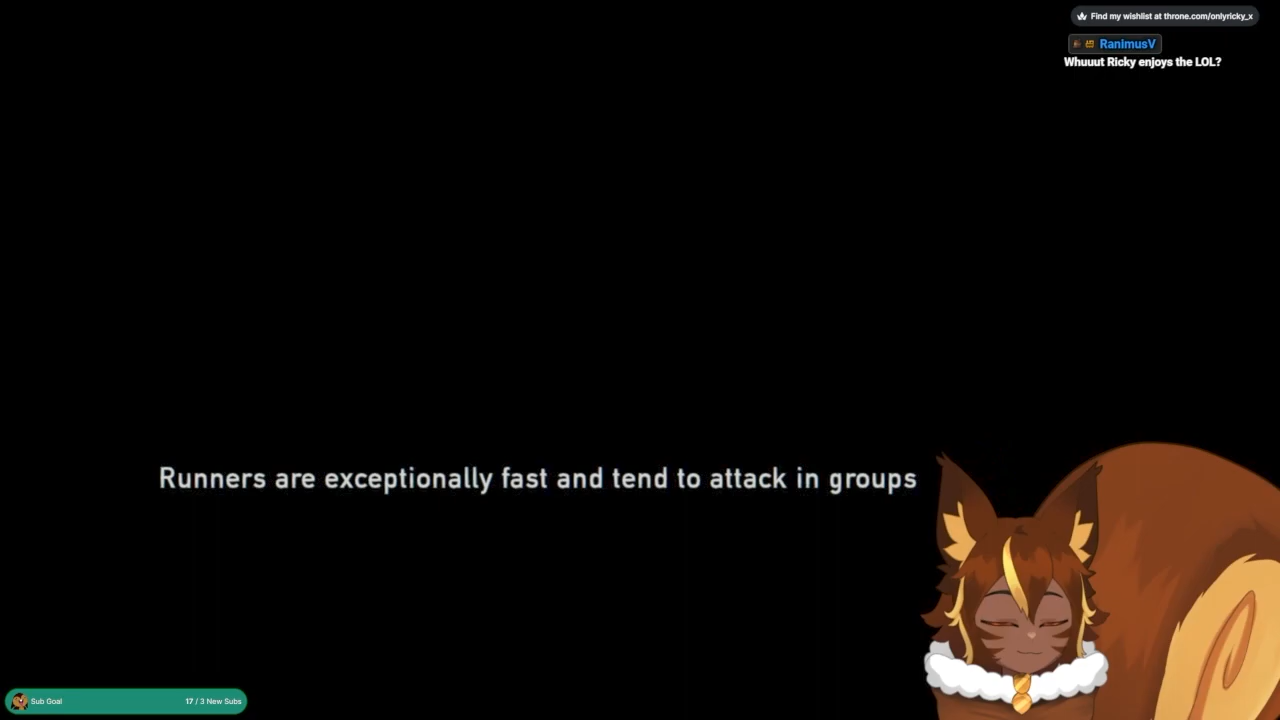 Find my wishlist at throne.com/onlyricky_x
RanimusV
Whuuut Ricky enjoys the LOL?
Runners are exceptionally fast and tend to attack in groups
Sub Goal
17 / 3 New Subs